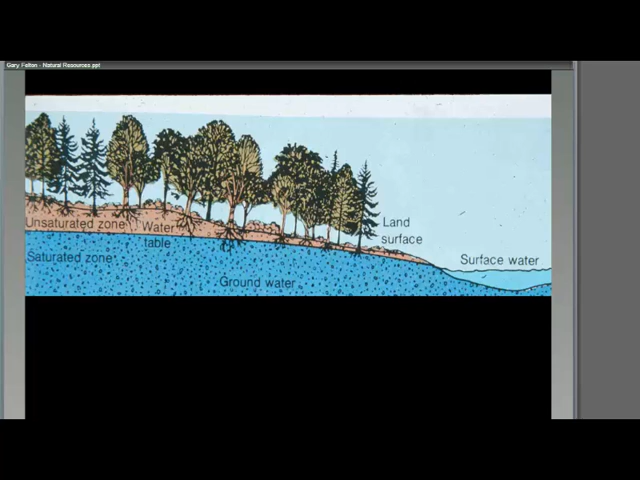 Gary Felton - Natural Resources.ppt
Unsaturated zone
Water
table
Land
surface
Saturated zone
Surface water
Ground water